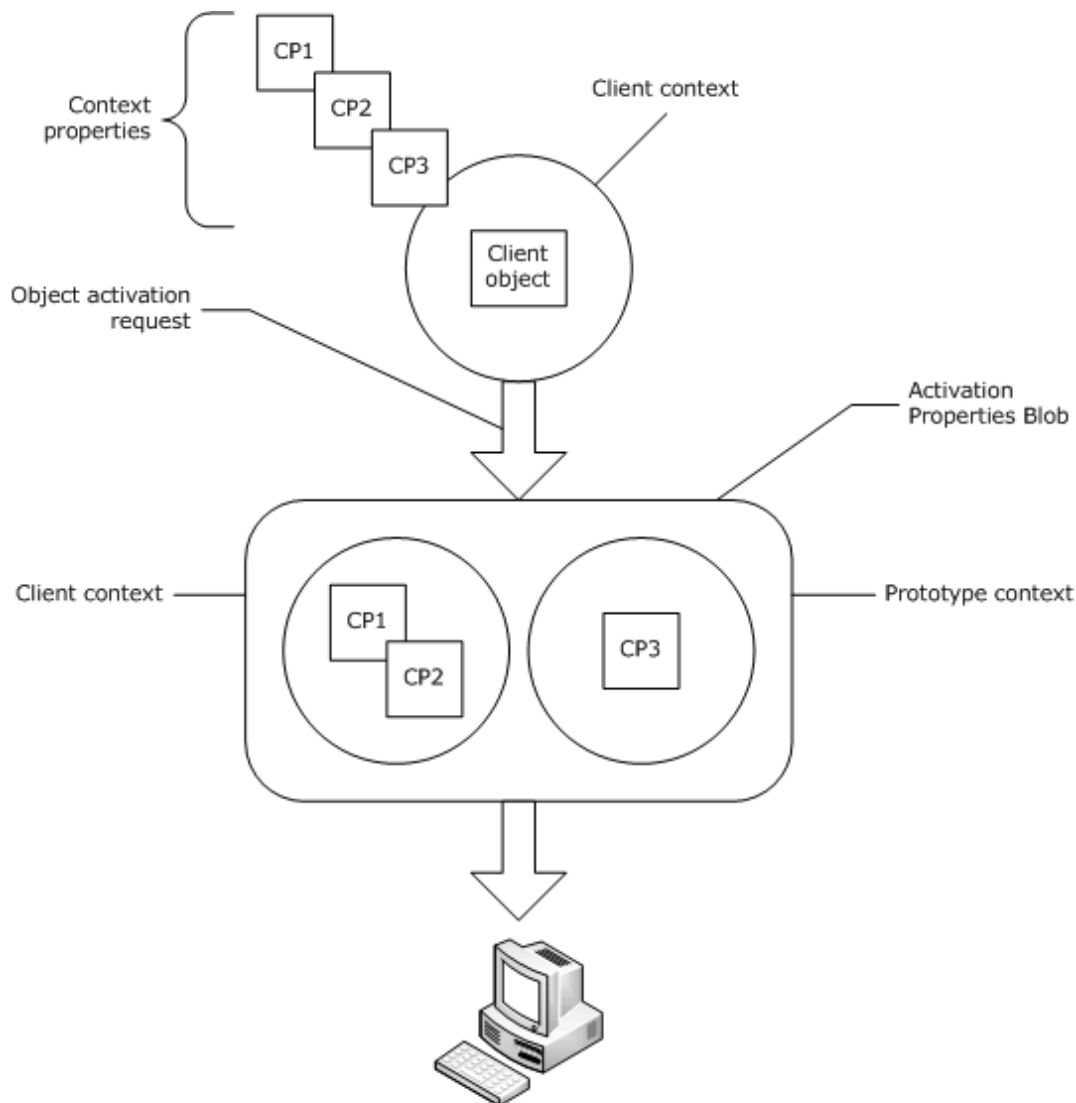 CP1
Client context
Context
properties
CP2
CP3
Client
object
Object activation
request
Activation
Properties Blob
Client context
CP1
CP2
CP3
Prototype context